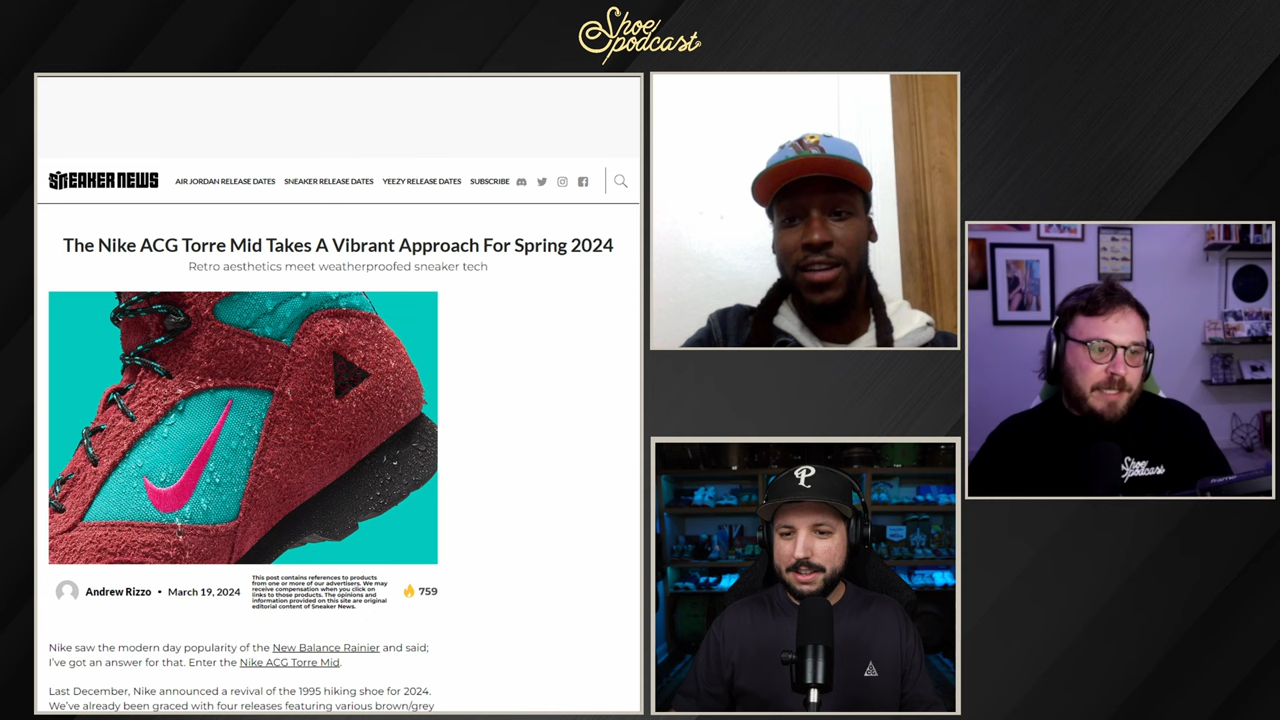 Shoe
podcast
SNEAKER NEWS
AIR JORDAN RELEASE DATES SNEAKER RELEASE DATES YEEZY RELEASE DATES SUBSCRIBE
The Nike ACG Torre Mid Takes A Vibrant Approach For Spring 2024
Retro aesthetics meet weatherproofed sneaker tech
Andrew Rizzo • March 19, 2024
This post contains references to products
from one or more of our advertisers. We may
receive compensation when you click on
links to those products. The opinions and
information provided on this site are original
editorial content of Sneaker News.
759
Nike saw the modern day popularity of the New Balance Rainier and said;
I've got an answer for that. Enter the Nike ACG Torre Mid.
Last December, Nike announced a revival of the 1995 hiking shoe for 2024.
We've already been graced with four releases featuring various brown/grey
P
Shoe
podcast